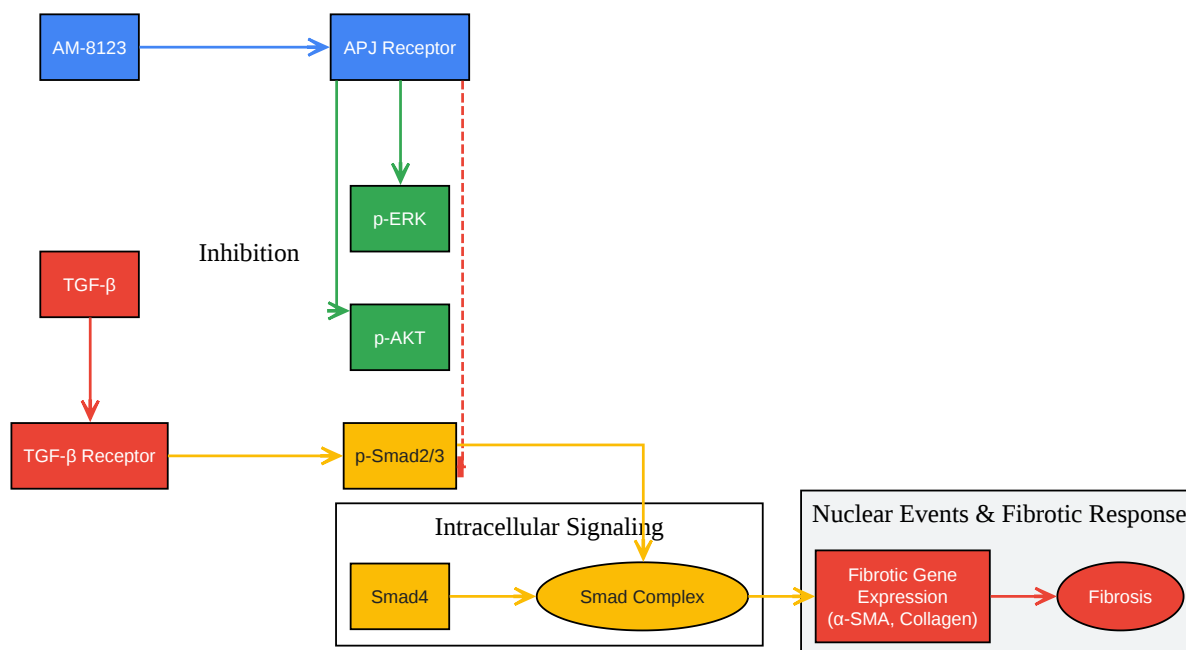 AM-8123
APJ Receptor
p-ERK
Inhibition
TGF-β
p-AKT
TGF-β Receptor
p-Smad2/3
Intracellular Signaling
Nuclear Events & Fibrotic Response
Smad4
Smad Complex
Fibrotic Gene
Expression
(α-SMA, Collagen)
Fibrosis